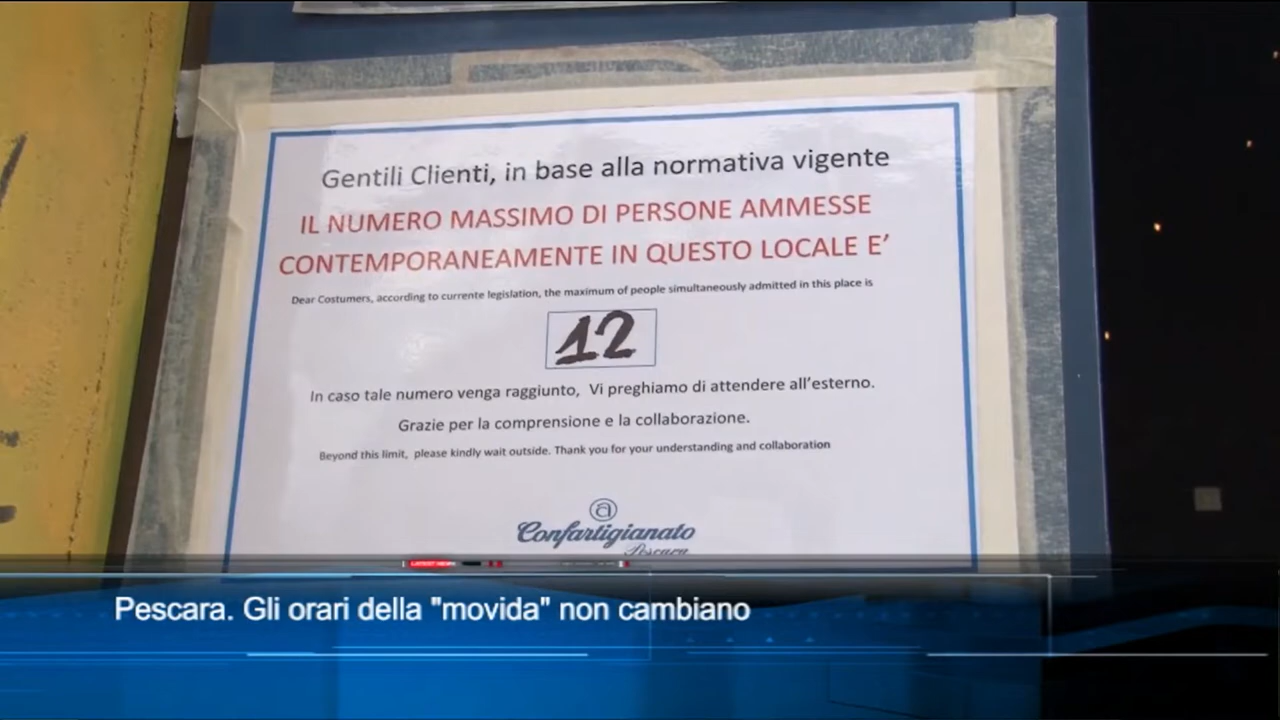 Gentili Clienti, in base alla normativa vigente
IL NUMERO MASSIMO DI PERSONE AMMESSE
CONTEMPORANEAMENTE IN QUESTO LOCALE E’
Dear Costumers, according to currente legislation, the maximum of people simultaneously admitted in this place is
12
In caso tale numero venga raggiunto, Vi preghiamo di attendere all’esterno.
Grazie per la comprensione e la collaborazione.
Beyond this limit, please kindly wait outside. Thank you for your understanding and collaboration
a
Confartigianato
Pescara
LATEST NEWS
Pescara. Gli orari della "movida" non cambiano